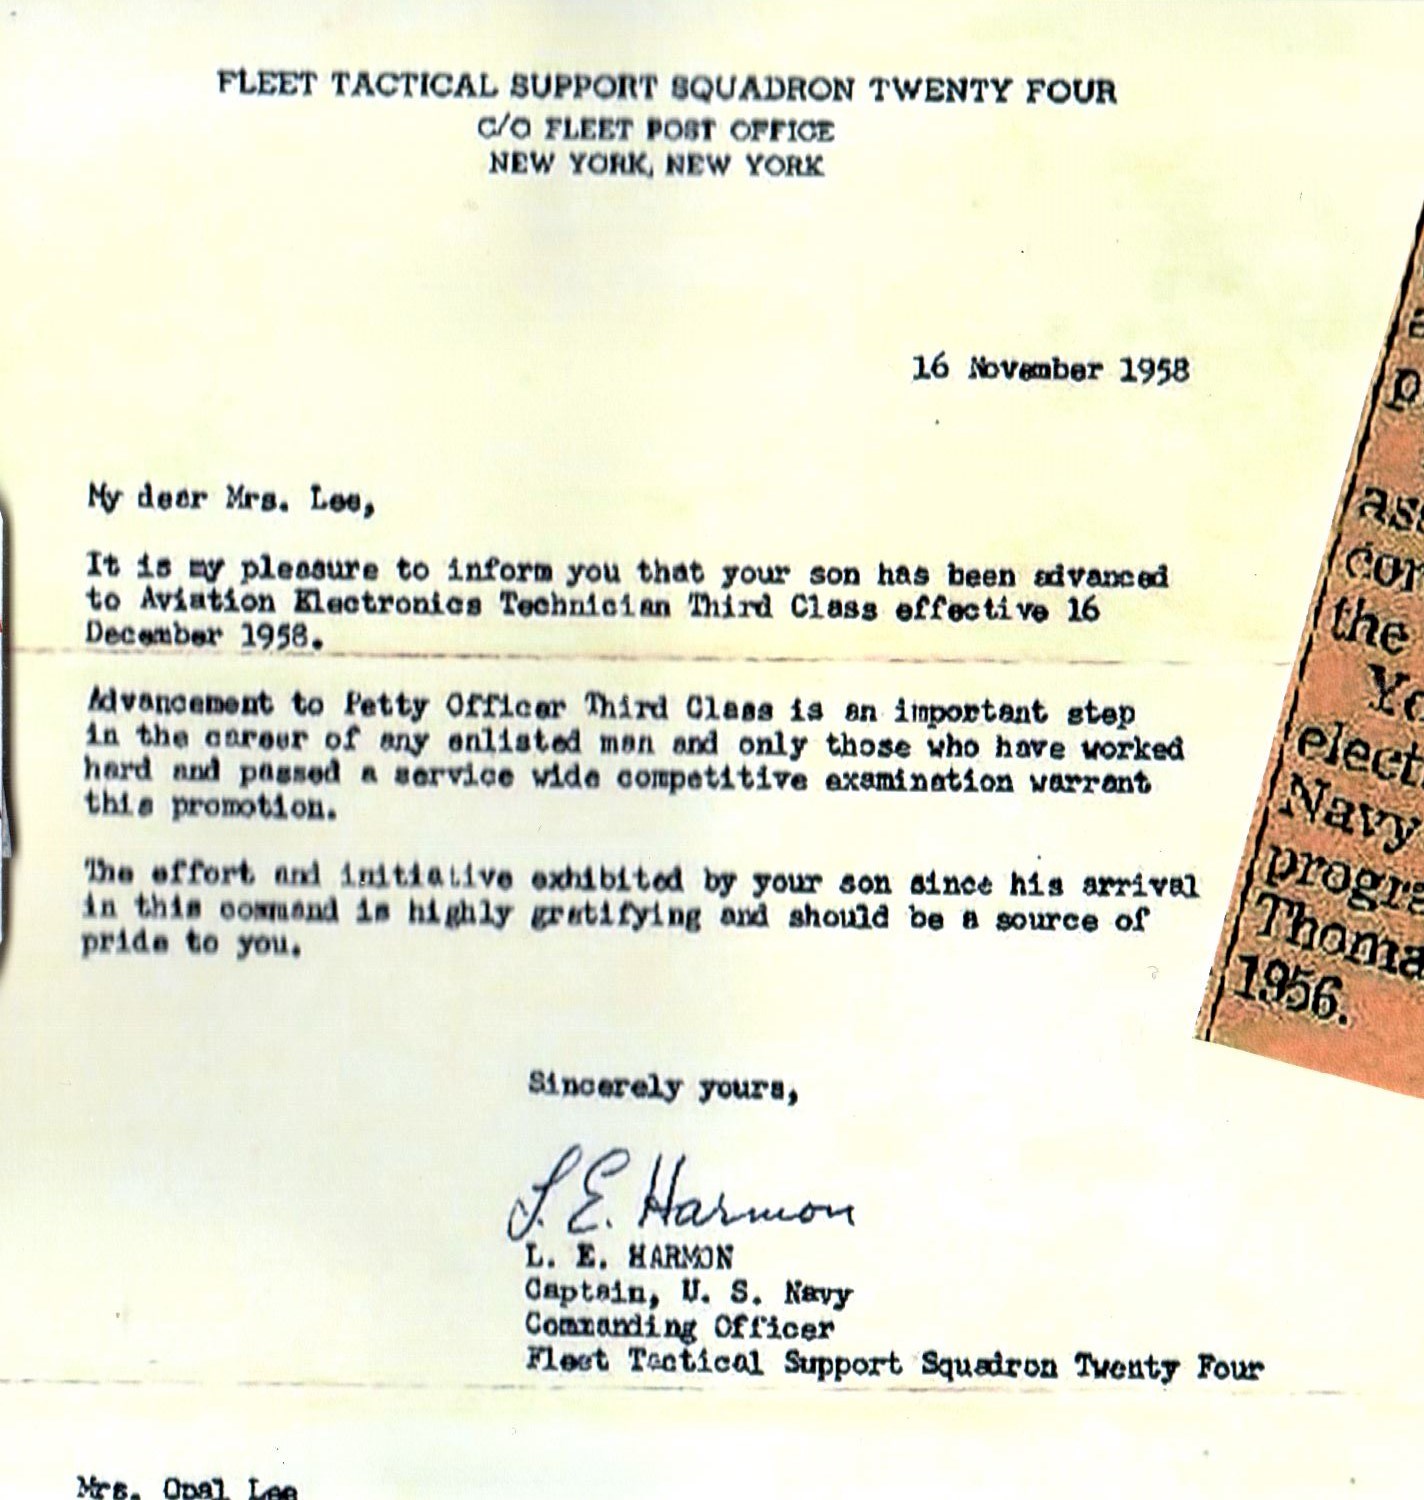 FLEET TACTICAL SUPPORT SQUADRON TWENTY FOUR
C/O FLEET POST OFFICE
NEW YORK, NEW YORK
16 November 1958
My dear Mrs. Lee,
It is my pleasure to inform you that your son has been advanced
to Aviation Electronics Technician Third Class effective 16
December 1958.
Advancement to Petty Officer Third Class is an important step
in the career of any enlisted man and only those who have worked
hard and passed a service wide competitive examination warrant
this promotion.
The effort and initiative exhibited by your son since his arrival
in this command is highly gratifying and should be a source of
pride to you.
Sincerely yours,
L. E. Harmon
L. E. HARMON
Captain, U. S. Navy
Commanding Officer
Fleet Tactical Support Squadron Twenty Four
Mrs. Opal Lee
p
ass
cor
the
Yo
elect
Navy
progra
Thoma
1956.